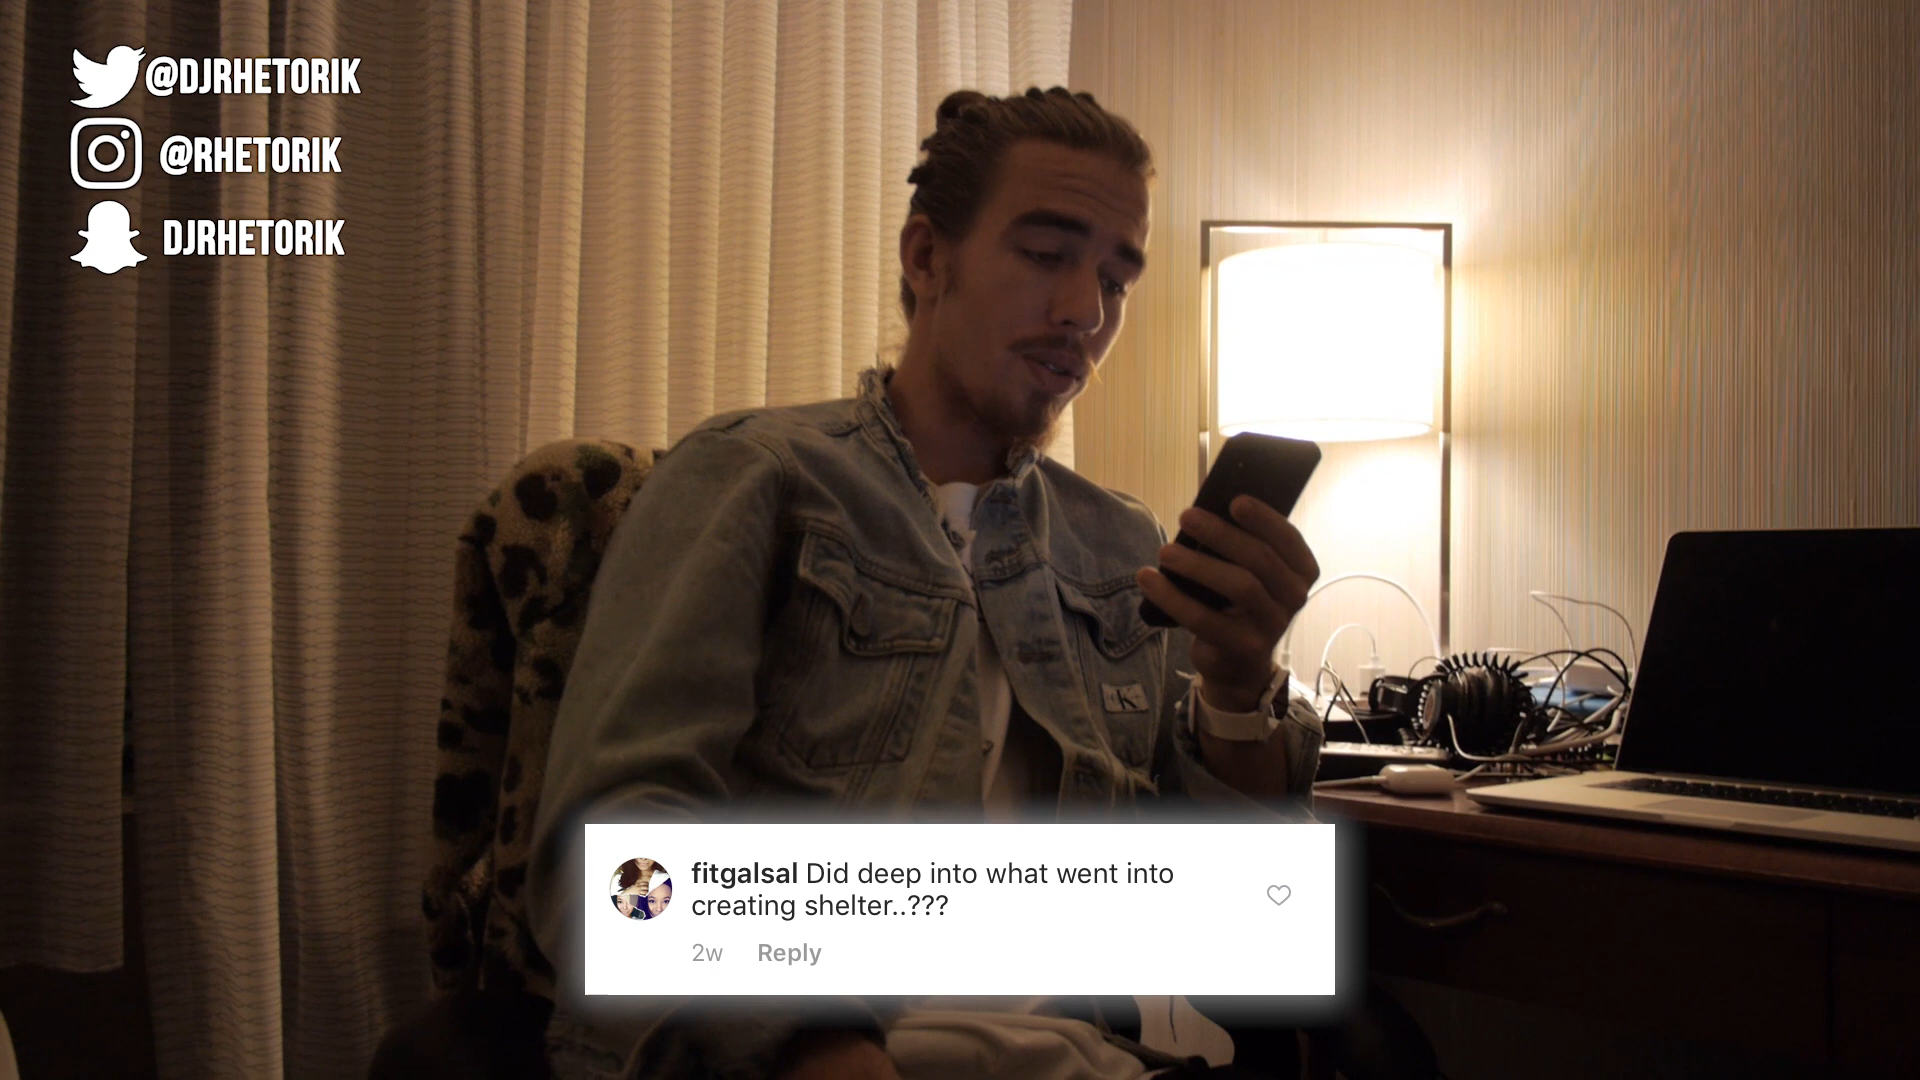 @DJRHETORIK
@RHETORIK
DJRHETORIK
fitgalsal Did deep into what went into
creating shelter..???
2w Reply